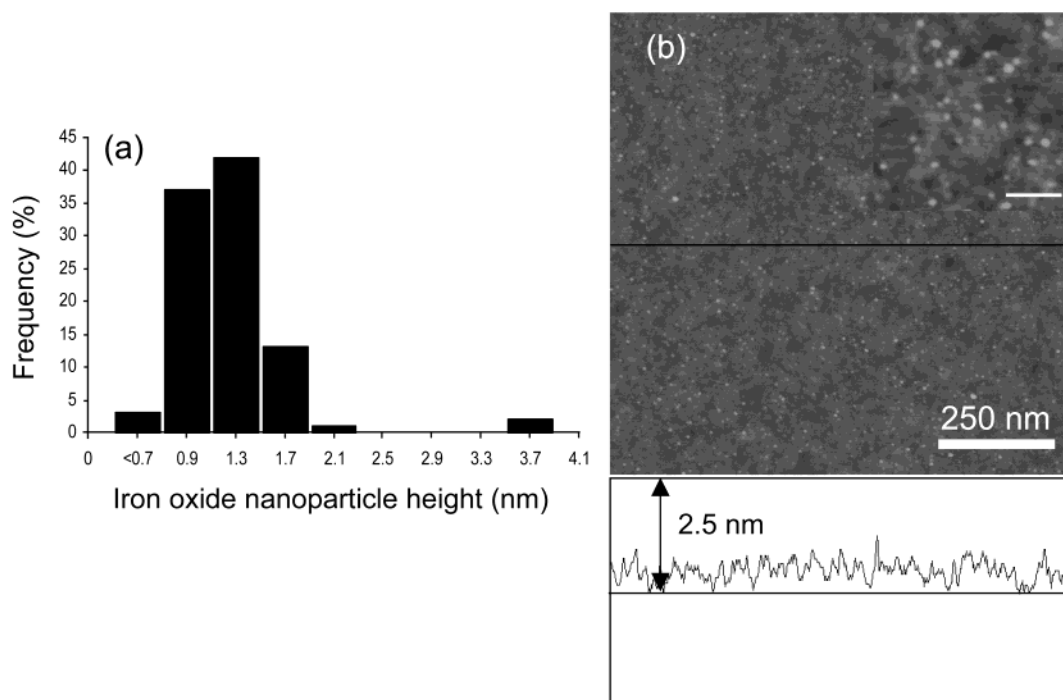 (a)
45
40
35
30
25
20
15
10
5
0
Frequency (%)
0 <0.7 0.9 1.3 1.7 2.1 2.5 2.9 3.3 3.7 4.1
Iron oxide nanoparticle height (nm)
(b)
250 nm
2.5 nm